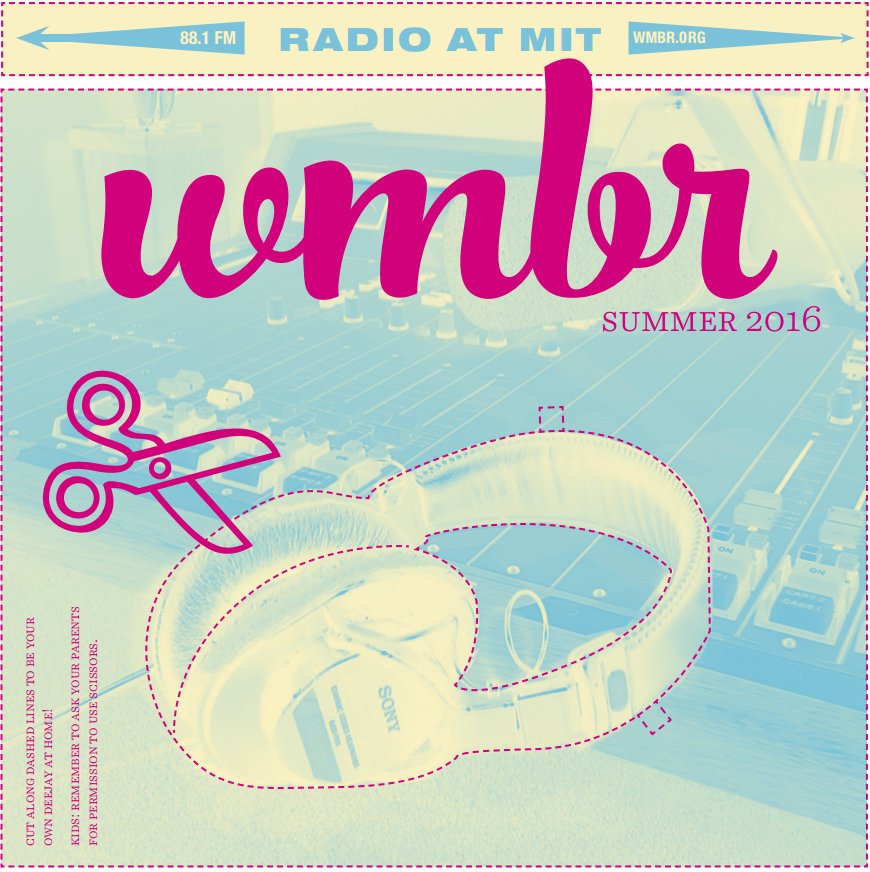 88.1 FM
RADIO AT MIT
WMBR.ORG
wmbr
SUMMER 2016
CUT ALONG DASHED LINES TO BE YOUR
OWN DEEJAY AT HOME!
KIDS: REMEMBER TO ASK YOUR PARENTS
FOR PERMISSION TO USE SCISSORS.
SONY
ON
ON